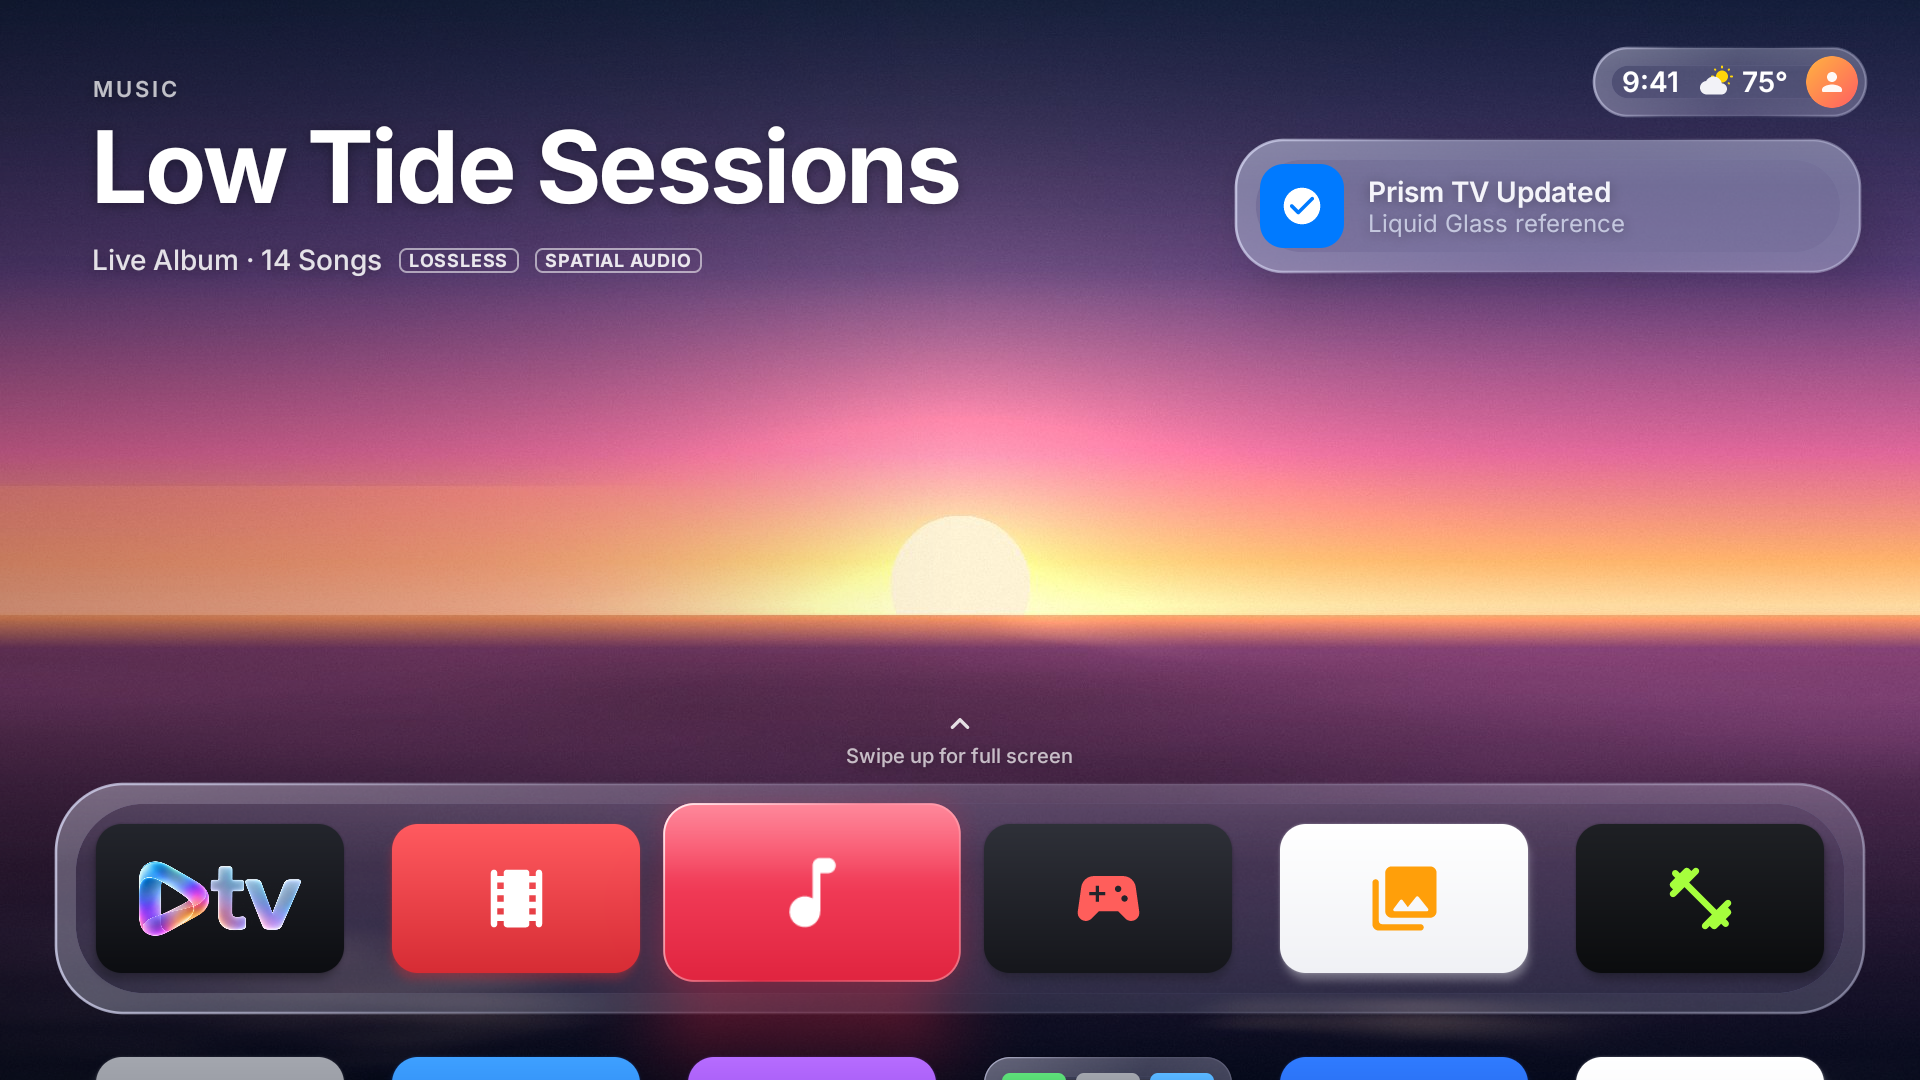 MUSIC
Low Tide Sessions
Live Album · 14 Songs LOSSLESS SPATIAL AUDIO
9:41 75°
Prism TV Updated
Liquid Glass reference
Swipe up for full screen
tv